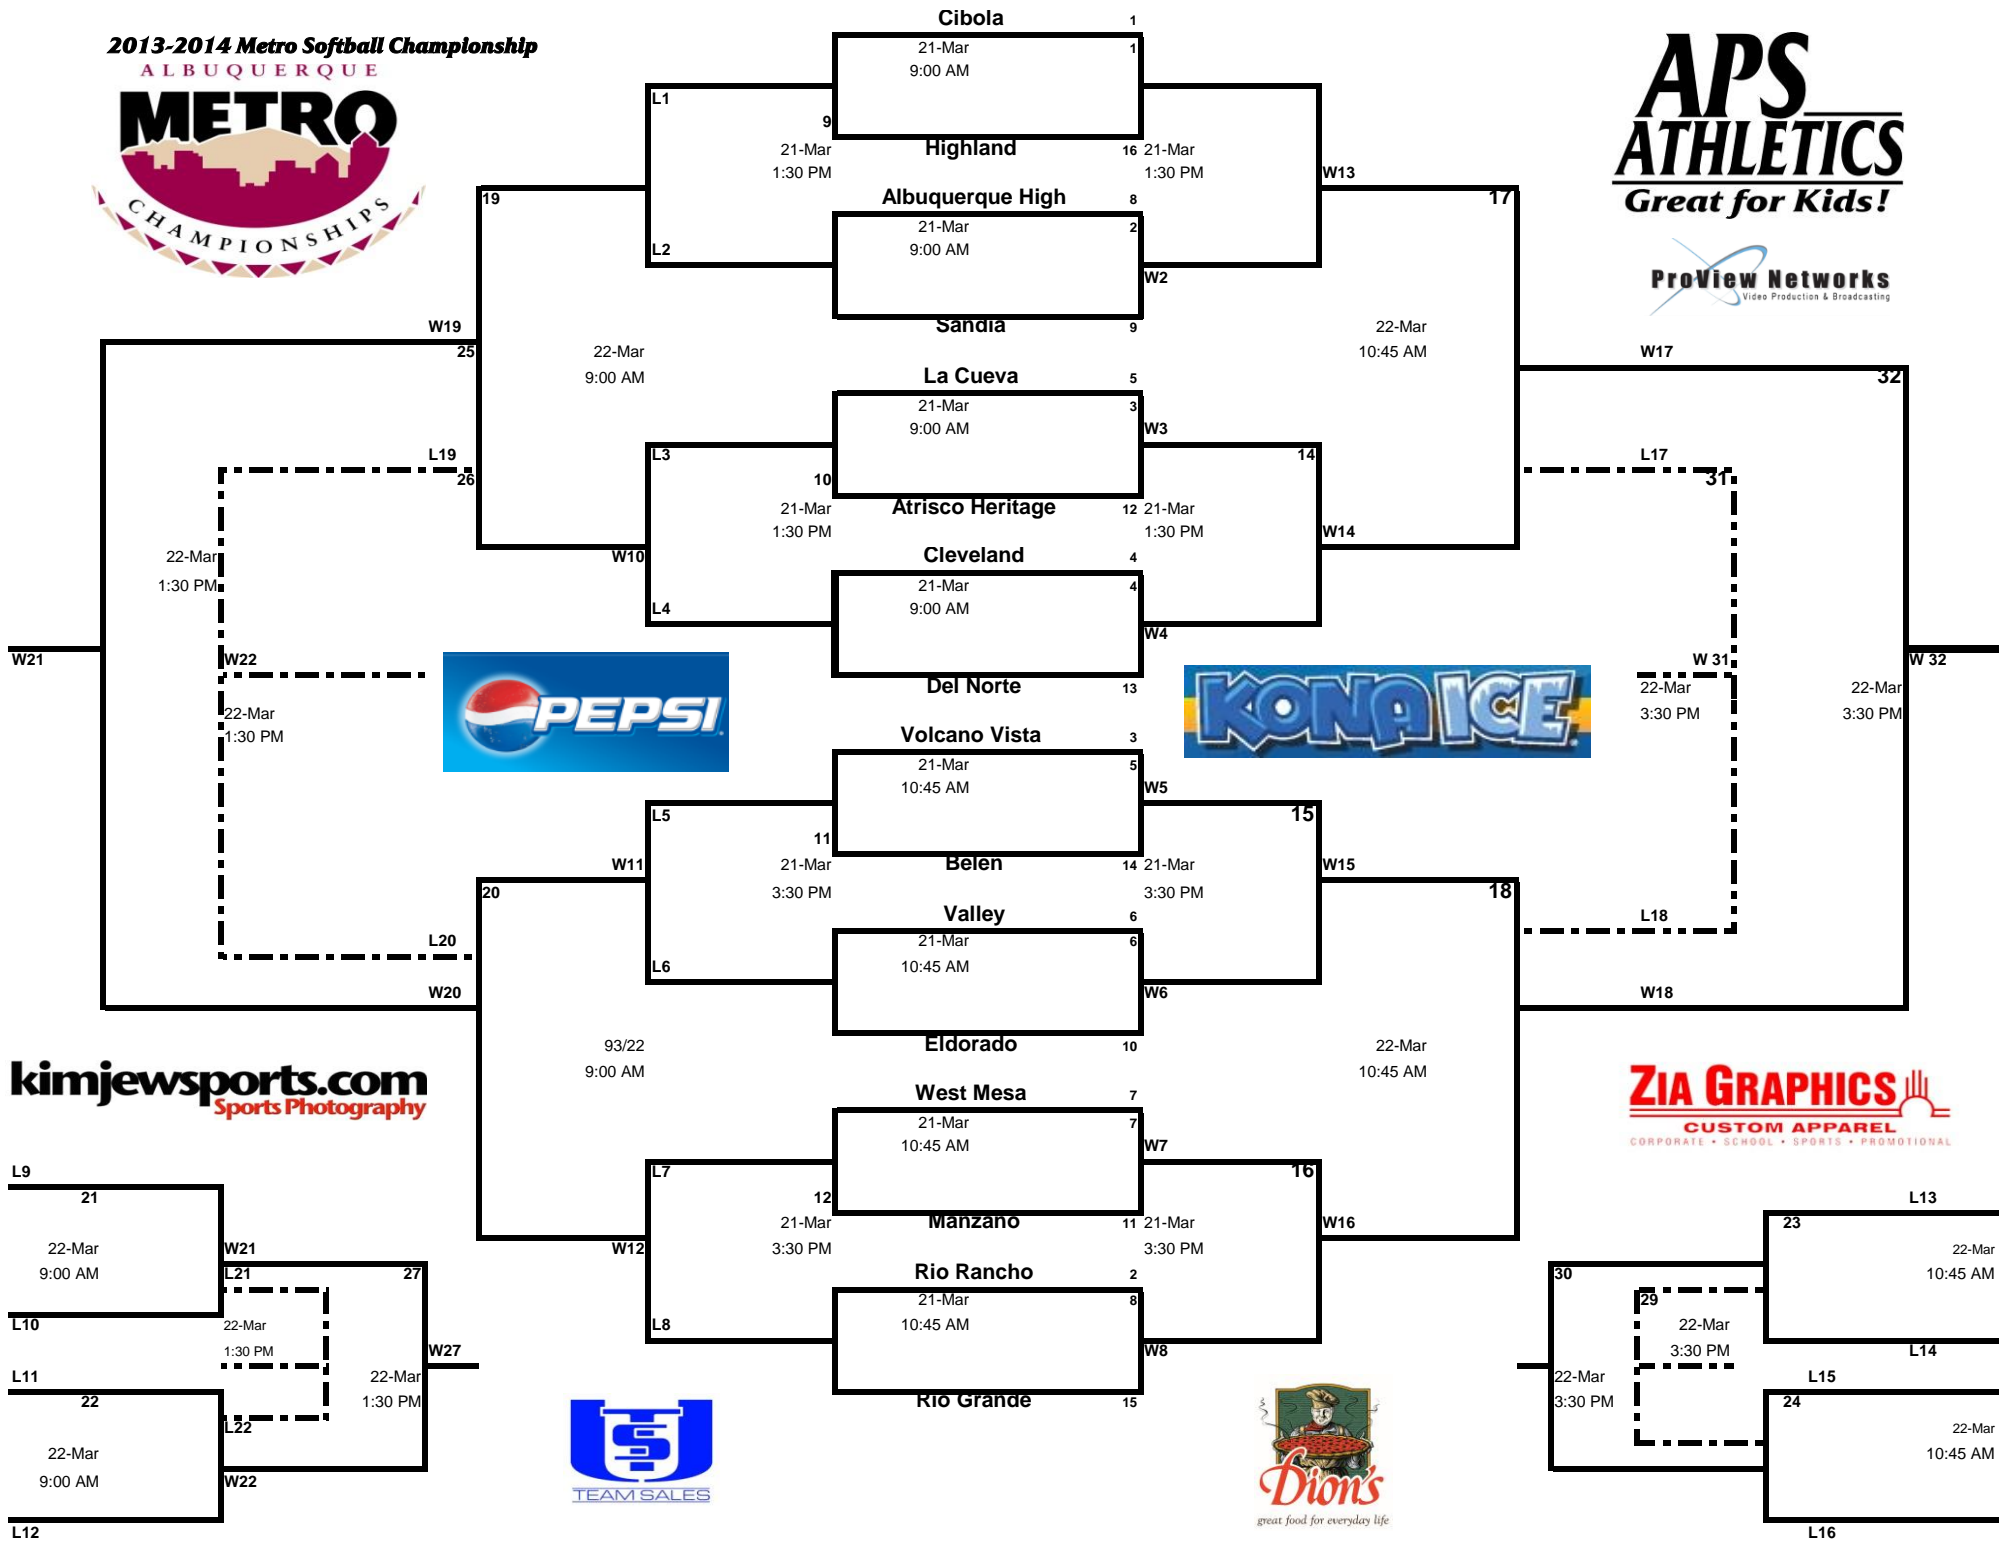 2013-2014 Metro Softball Championship
ALBUQUERQUE
METRO
CHAMPIONSHIPS
APS
ATHLETICS
Great for Kids!
ProView Networks
Video Production & Broadcasting
Cibola 1
21-Mar 1
9:00 AM
L1
9
21-Mar Highland 16 21-Mar
1:30 PM 1:30 PM W13
Albuquerque High 8
19 17
21-Mar 2
9:00 AM
L2
W2
Sandia 9
W19 22-Mar
25 22-Mar 10:45 AM W17
9:00 AM La Cueva 5 32
21-Mar 3
9:00 AM W3
L19 L3 14 L17
26 10 31
21-Mar Atrisco Heritage 12 21-Mar
1:30 PM 1:30 PM W14
22-Mar W10 Cleveland 4
1:30 PM 21-Mar 4
L4 9:00 AM
W4
W21 W22 W 31 W 32
PEPSI
KONA ICE
Del Norte 13 22-Mar 22-Mar
22-Mar 3:30 PM 3:30 PM
1:30 PM
Volcano Vista 3
21-Mar 5
10:45 AM W5
L5 15
11
W11 21-Mar Belen 14 21-Mar W15
20 3:30 PM 3:30 PM 18
Valley 6 L18
L20 21-Mar 6
L6 10:45 AM
W20 W6 W18
93/22 Eldorado 10 22-Mar
9:00 AM 10:45 AM
kimjewsports.com
Sports Photography
ZIA GRAPHICS
CUSTOM APPAREL
CORPORATE • SCHOOL • SPORTS • PROMOTIONAL
West Mesa 7
21-Mar 7
10:45 AM W7
L9 L7 16
21 12 L13
21-Mar Manzano 11 21-Mar W16 23
22-Mar W21 W12 3:30 PM 3:30 PM 22-Mar
9:00 AM L21 27 Rio Rancho 2 30 10:45 AM
21-Mar 8 29
L10 22-Mar L8 10:45 AM 22-Mar
1:30 PM W27 W8 3:30 PM L14
L11 22-Mar 22-Mar L15
22 1:30 PM Rio Grande 15 3:30 PM 24
L22 22-Mar
22-Mar 10:45 AM
9:00 AM W22
L12 L16
US
TEAM SALES
Dion's
great food for everyday life